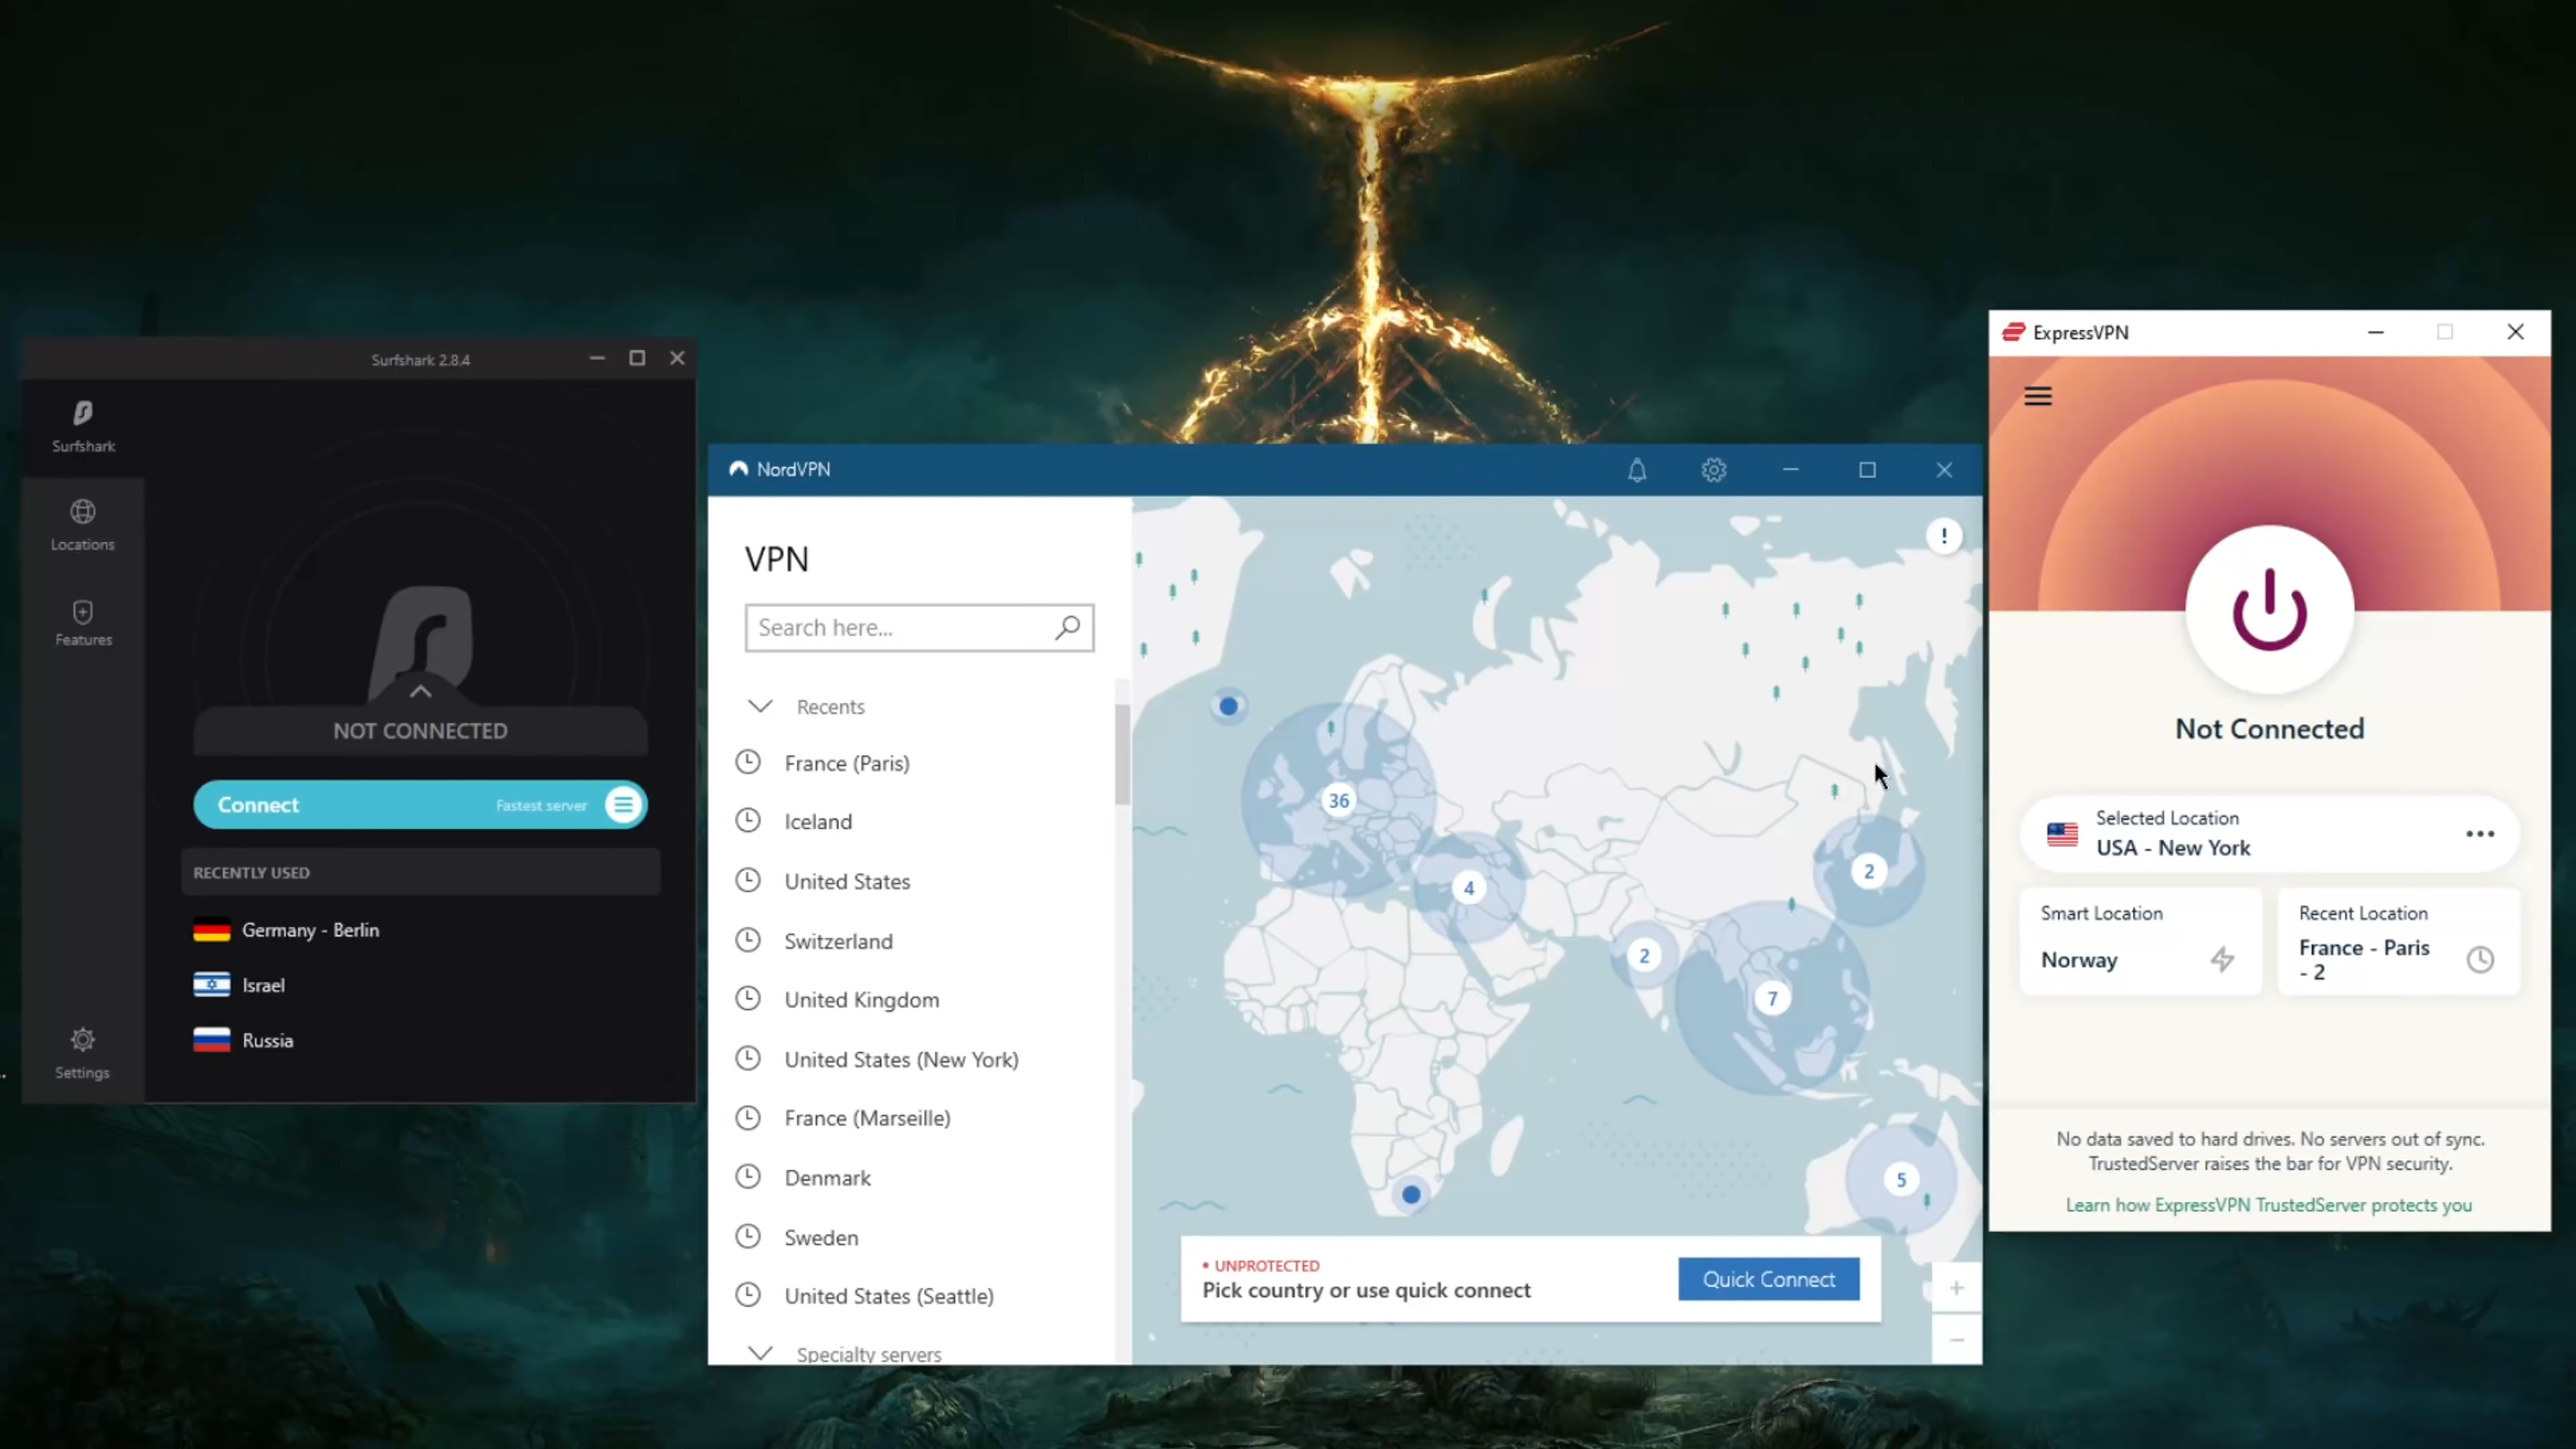 Surfshark 2.8.4
Surfshark
Locations
Features
Settings
NOT CONNECTED
Connect
Fastest server
RECENTLY USED
Germany - Berlin
Israel
Russia
NordVPN
VPN
Search here...
Recents
France (Paris)
Iceland
United States
Switzerland
United Kingdom
United States (New York)
France (Marseille)
Denmark
Sweden
United States (Seattle)
Specialty servers
!
36
4
2
2
7
5
• UNPROTECTED
Pick country or use quick connect
Quick Connect
+
−
ExpressVPN
Not Connected
Selected Location
USA - New York
Smart Location
Norway
Recent Location
France - Paris
- 2
No data saved to hard drives. No servers out of sync.
TrustedServer raises the bar for VPN security.
Learn how ExpressVPN TrustedServer protects you